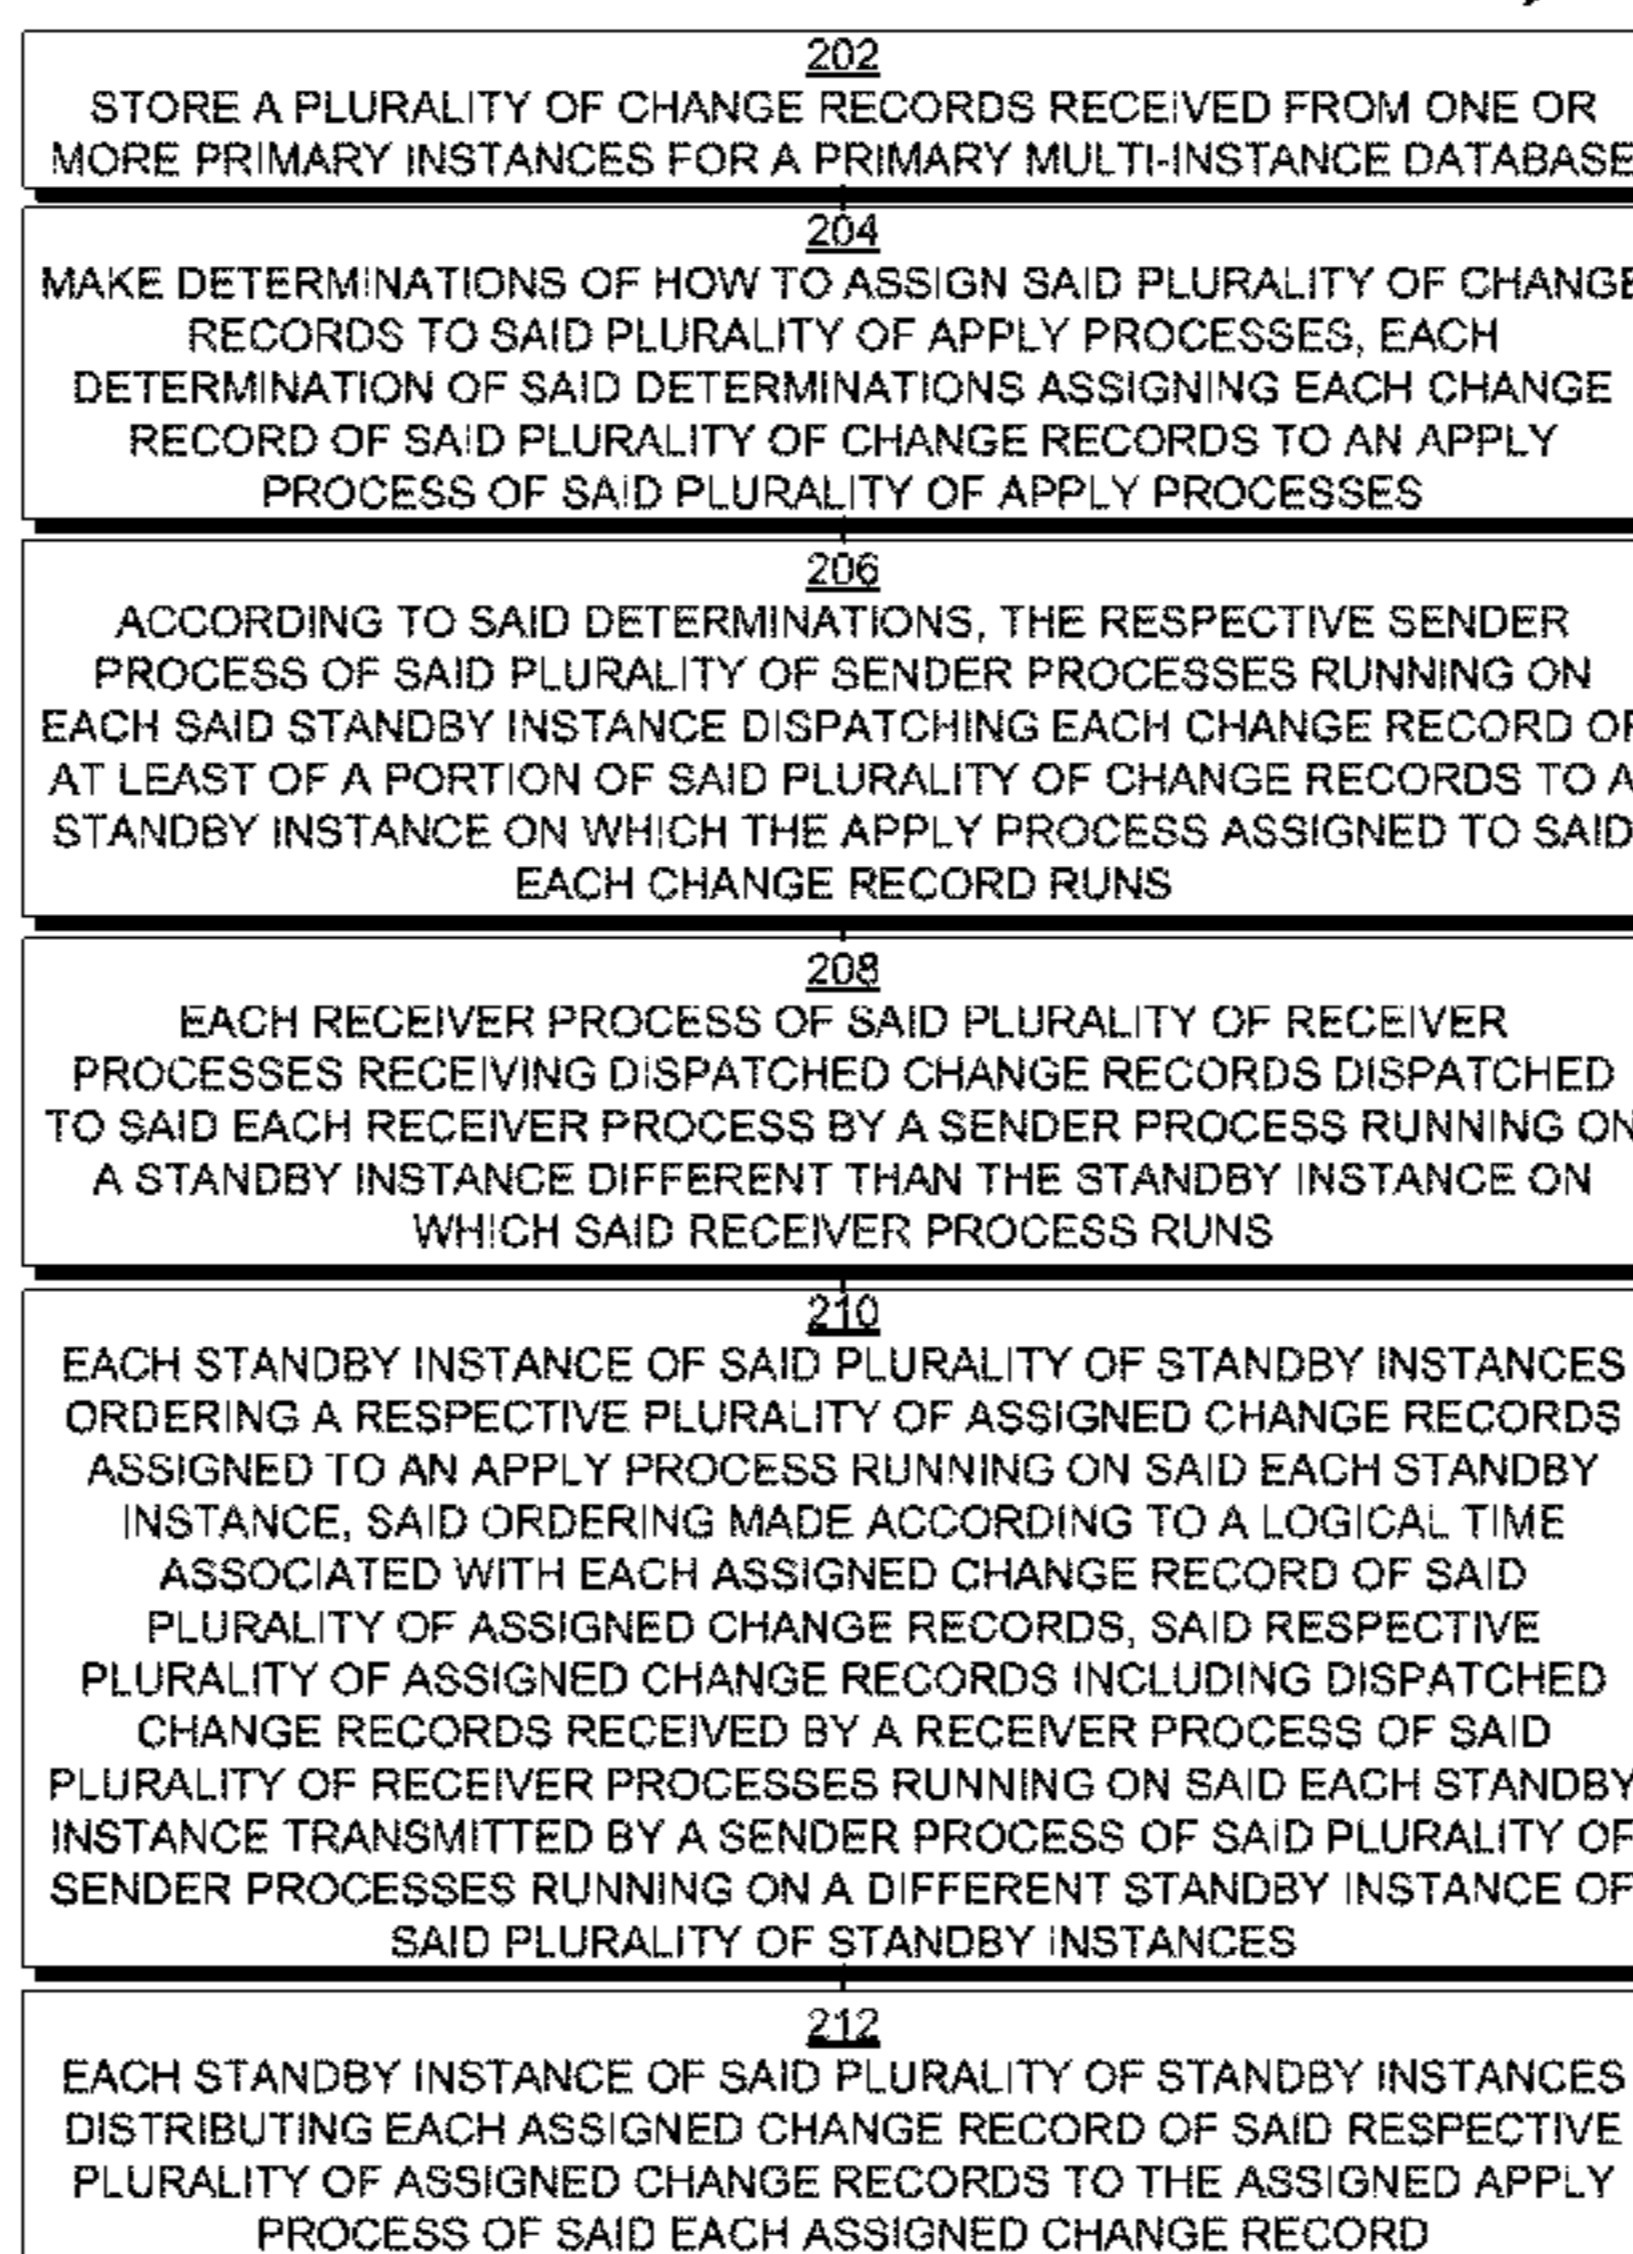 202
STORE A PLURALITY OF CHANGE RECORDS RECEIVED FROM ONE OR
MORE PRIMARY INSTANCES FOR A PRIMARY MULTI-INSTANCE DATABASE
204
MAKE DETERMINATIONS OF HOW TO ASSIGN SAID PLURALITY OF CHANGE
RECORDS TO SAID PLURALITY OF APPLY PROCESSES, EACH
DETERMINATION OF SAID DETERMINATIONS ASSIGNING EACH CHANGE
RECORD OF SAID PLURALITY OF CHANGE RECORDS TO AN APPLY
PROCESS OF SAID PLURALITY OF APPLY PROCESSES
206
ACCORDING TO SAID DETERMINATIONS, THE RESPECTIVE SENDER
PROCESS OF SAID PLURALITY OF SENDER PROCESSES RUNNING ON
EACH SAID STANDBY INSTANCE DISPATCHING EACH CHANGE RECORD OF
AT LEAST OF A PORTION OF SAID PLURALITY OF CHANGE RECORDS TO A
STANDBY INSTANCE ON WHICH THE APPLY PROCESS ASSIGNED TO SAID
EACH CHANGE RECORD RUNS
208
EACH RECEIVER PROCESS OF SAID PLURALITY OF RECEIVER
PROCESSES RECEIVING DISPATCHED CHANGE RECORDS DISPATCHED
TO SAID EACH RECEIVER PROCESS BY A SENDER PROCESS RUNNING ON
A STANDBY INSTANCE DIFFERENT THAN THE STANDBY INSTANCE ON
WHICH SAID RECEIVER PROCESS RUNS
210
EACH STANDBY INSTANCE OF SAID PLURALITY OF STANDBY INSTANCES
ORDERING A RESPECTIVE PLURALITY OF ASSIGNED CHANGE RECORDS
ASSIGNED TO AN APPLY PROCESS RUNNING ON SAID EACH STANDBY
INSTANCE, SAID ORDERING MADE ACCORDING TO A LOGICAL TIME
ASSOCIATED WITH EACH ASSIGNED CHANGE RECORD OF SAID
PLURALITY OF ASSIGNED CHANGE RECORDS, SAID RESPECTIVE
PLURALITY OF ASSIGNED CHANGE RECORDS INCLUDING DISPATCHED
CHANGE RECORDS RECEIVED BY A RECEIVER PROCESS OF SAID
PLURALITY OF RECEIVER PROCESSES RUNNING ON SAID EACH STANDBY
INSTANCE TRANSMITTED BY A SENDER PROCESS OF SAID PLURALITY OF
SENDER PROCESSES RUNNING ON A DIFFERENT STANDBY INSTANCE OF
SAID PLURALITY OF STANDBY INSTANCES
212
EACH STANDBY INSTANCE OF SAID PLURALITY OF STANDBY INSTANCES
DISTRIBUTING EACH ASSIGNED CHANGE RECORD OF SAID RESPECTIVE
PLURALITY OF ASSIGNED CHANGE RECORDS TO THE ASSIGNED APPLY
PROCESS OF SAID EACH ASSIGNED CHANGE RECORD